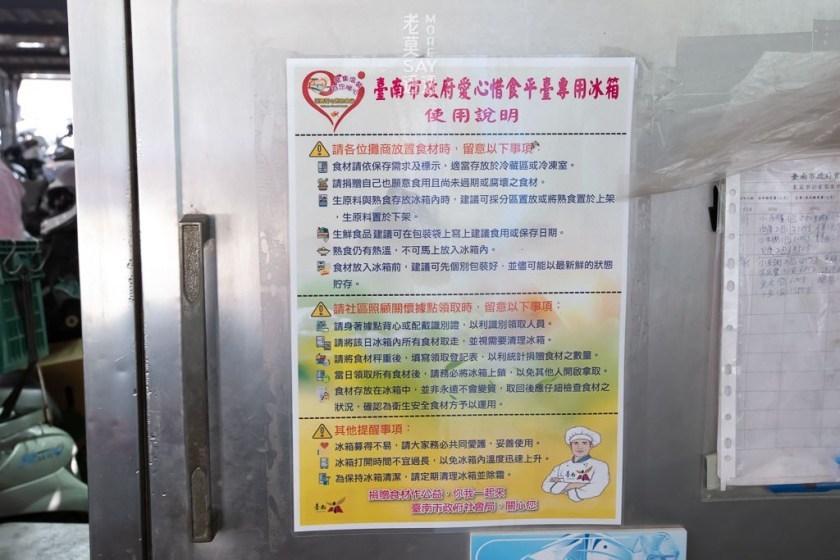 老莫
MORE
SAY
臺南市政府愛心惜食平臺專用冰箱
使用說明
請各位攤商放置食材時，留意以下事項：
食材請依保存需求及標示，適當存放於冷藏區或冷凍室。
請捐贈自己也願意食用且尚未過期或腐壞之食材。
生原料與熟食存放冰箱內時，建議可採分區置放或將熟食置於上架
，生原料置於下架。
生鮮食品建議可在包裝袋上寫上建議食用或保存日期。
熟食仍有熱溫，不可馬上放入冰箱內。
食材放入冰箱前，建議可先個別包裝好，並儘可能以最新鮮的狀態
貯存。
請社區照顧關懷據點領取時，留意以下事項：
請身著據點背心或配戴識別證，以利識別領取人員。
請將該日冰箱內所有食材取走，並視需要清理冰箱。
請將食材秤重後，填寫領取登記表，以利統計捐贈食材之數量。
當日領取所有食材後，請務必將冰箱上鎖，以免其他人開啟拿取。
食材存放在冰箱中，並非永遠不會變質，取回後應仔細檢查食材之
狀況，確認為衛生安全食材方予以運用。
其他提醒事項：
冰箱募得不易，請大家務必共同愛護，妥善使用。
冰箱打開時間不宜過長，以免冰箱內溫度迅速上升。
為保持冰箱清潔，請定期清理冰箱並除霜。
捐贈食材作公益，你我一起來
臺南市政府社會局，關心您
臺南
臺南市政府